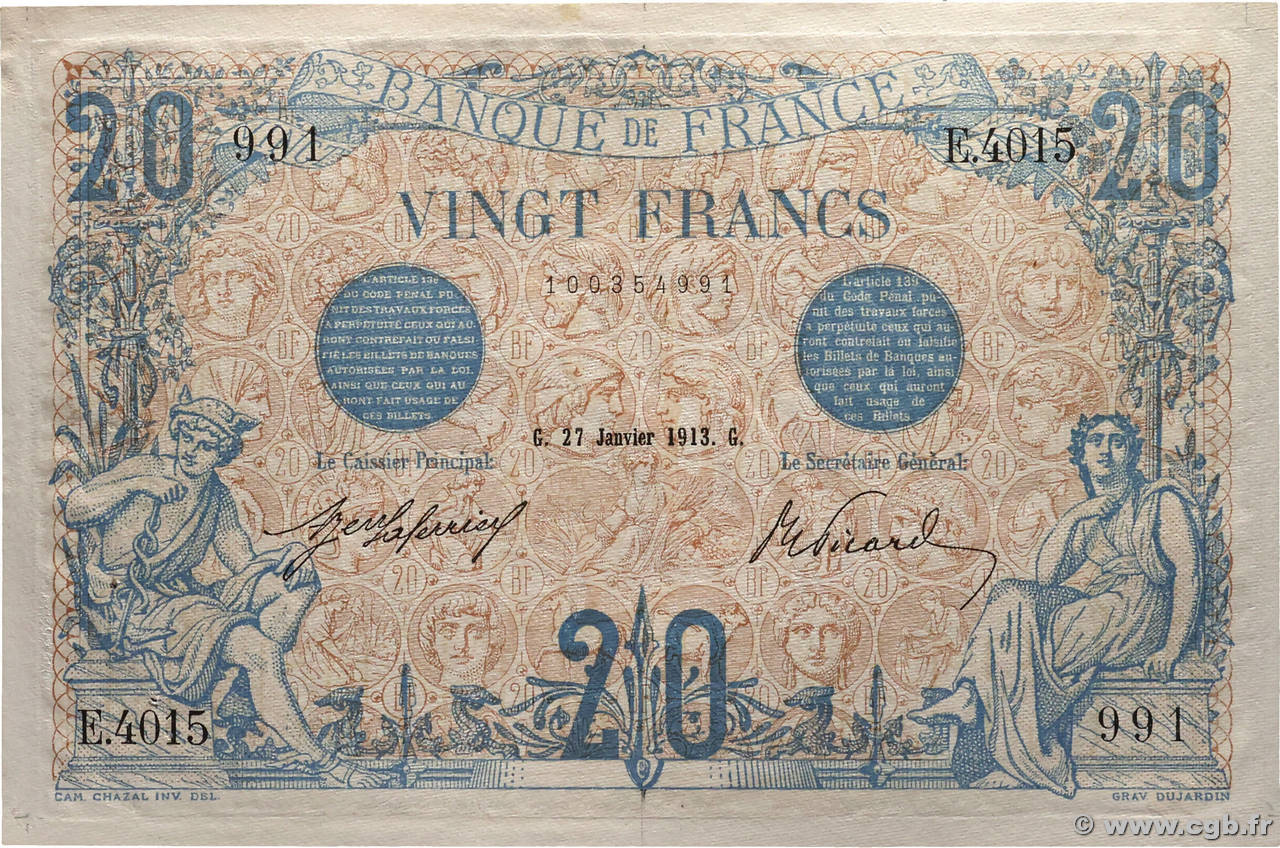 BANQUE DE FRANCE
20
991
E.4015
20
VINGT FRANCS
100354991
L'ARTICLE 139
DU CODE PENAL PU-
NIT DES TRAVAUX FORCÉS
A PERPÉTUITÉ CEUX QUI AU-
RONT CONTREFAIT OU FALSI-
FIÉ LES BILLETS DE BANQUES
AUTORISÉES PAR LA LOI,
AINSI QUE CEUX QUI AU-
RONT FAIT USAGE DE
CES BILLETS.
L'article 139
du Code Pénal, pu-
nit des travaux forcés
a perpétuité ceux qui au-
ront contrefait ou falsifié
les Billets de Banques au-
torisées par la loi, ainsi
que ceux qui auront
fait usage de
ces Billets
G. 27 Janvier 1913. G.
Le Caissier Principal:
Le Secrétaire Général:
20
E.4015
991
CAM. CHAZAL INV. DEL.
GRAV DUJARDIN
© www.cgb.fr